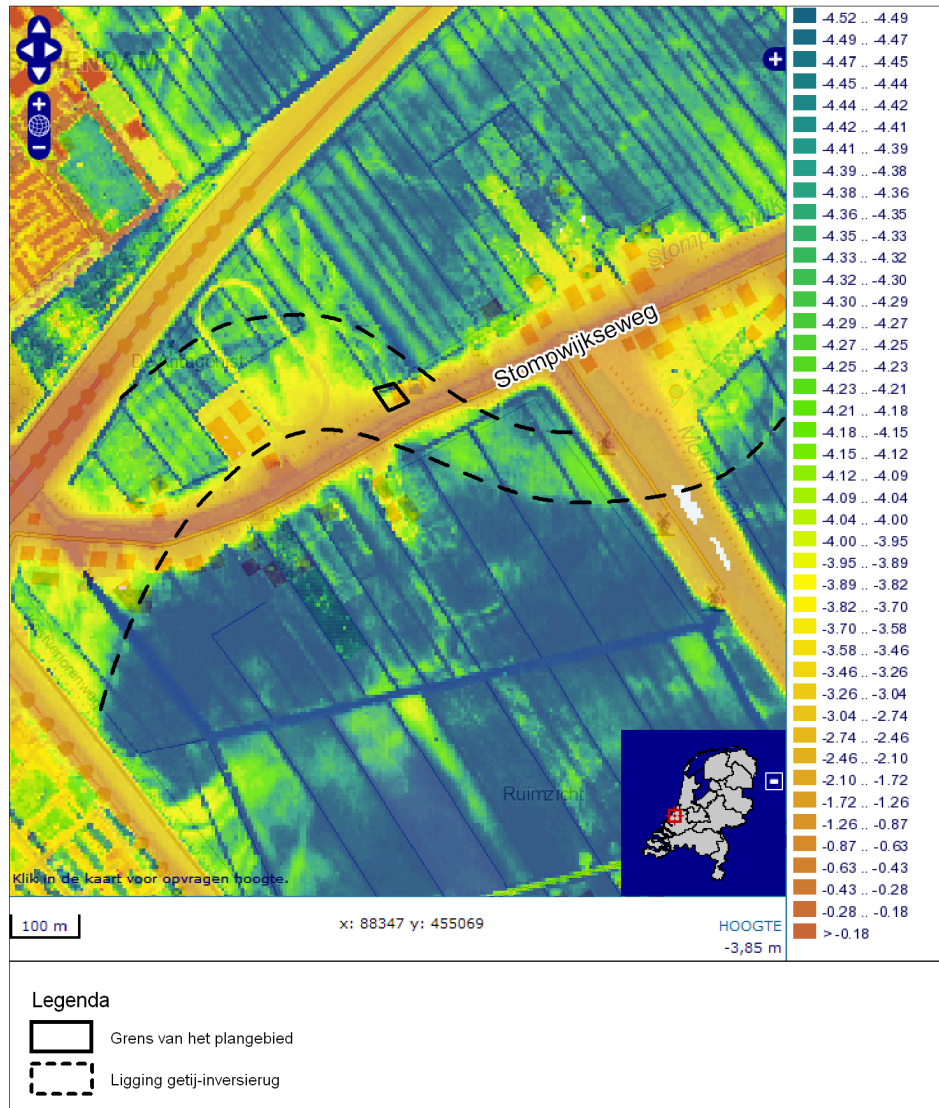 ENDAM
Stompwijk
Stompwijkseweg
Molen
Ruimzicht
Klik in de kaart voor opvragen hoogte.
100 m
x: 88347 y: 455069
HOOGTE
-3,85 m
-4.52 .. -4.49
-4.49 .. -4.47
-4.47 .. -4.45
-4.45 .. -4.44
-4.44 .. -4.42
-4.42 .. -4.41
-4.41 .. -4.39
-4.39 .. -4.38
-4.38 .. -4.36
-4.36 .. -4.35
-4.35 .. -4.33
-4.33 .. -4.32
-4.32 .. -4.30
-4.30 .. -4.29
-4.29 .. -4.27
-4.27 .. -4.25
-4.25 .. -4.23
-4.23 .. -4.21
-4.21 .. -4.18
-4.18 .. -4.15
-4.15 .. -4.12
-4.12 .. -4.09
-4.09 .. -4.04
-4.04 .. -4.00
-4.00 .. -3.95
-3.95 .. -3.89
-3.89 .. -3.82
-3.82 .. -3.70
-3.70 .. -3.58
-3.58 .. -3.46
-3.46 .. -3.26
-3.26 .. -3.04
-3.04 .. -2.74
-2.74 .. -2.46
-2.46 .. -2.10
-2.10 .. -1.72
-1.72 .. -1.26
-1.26 .. -0.87
-0.87 .. -0.63
-0.63 .. -0.43
-0.43 .. -0.28
-0.28 .. -0.18
>-0.18
Legenda
Grens van het plangebied
Ligging getij-inversierug